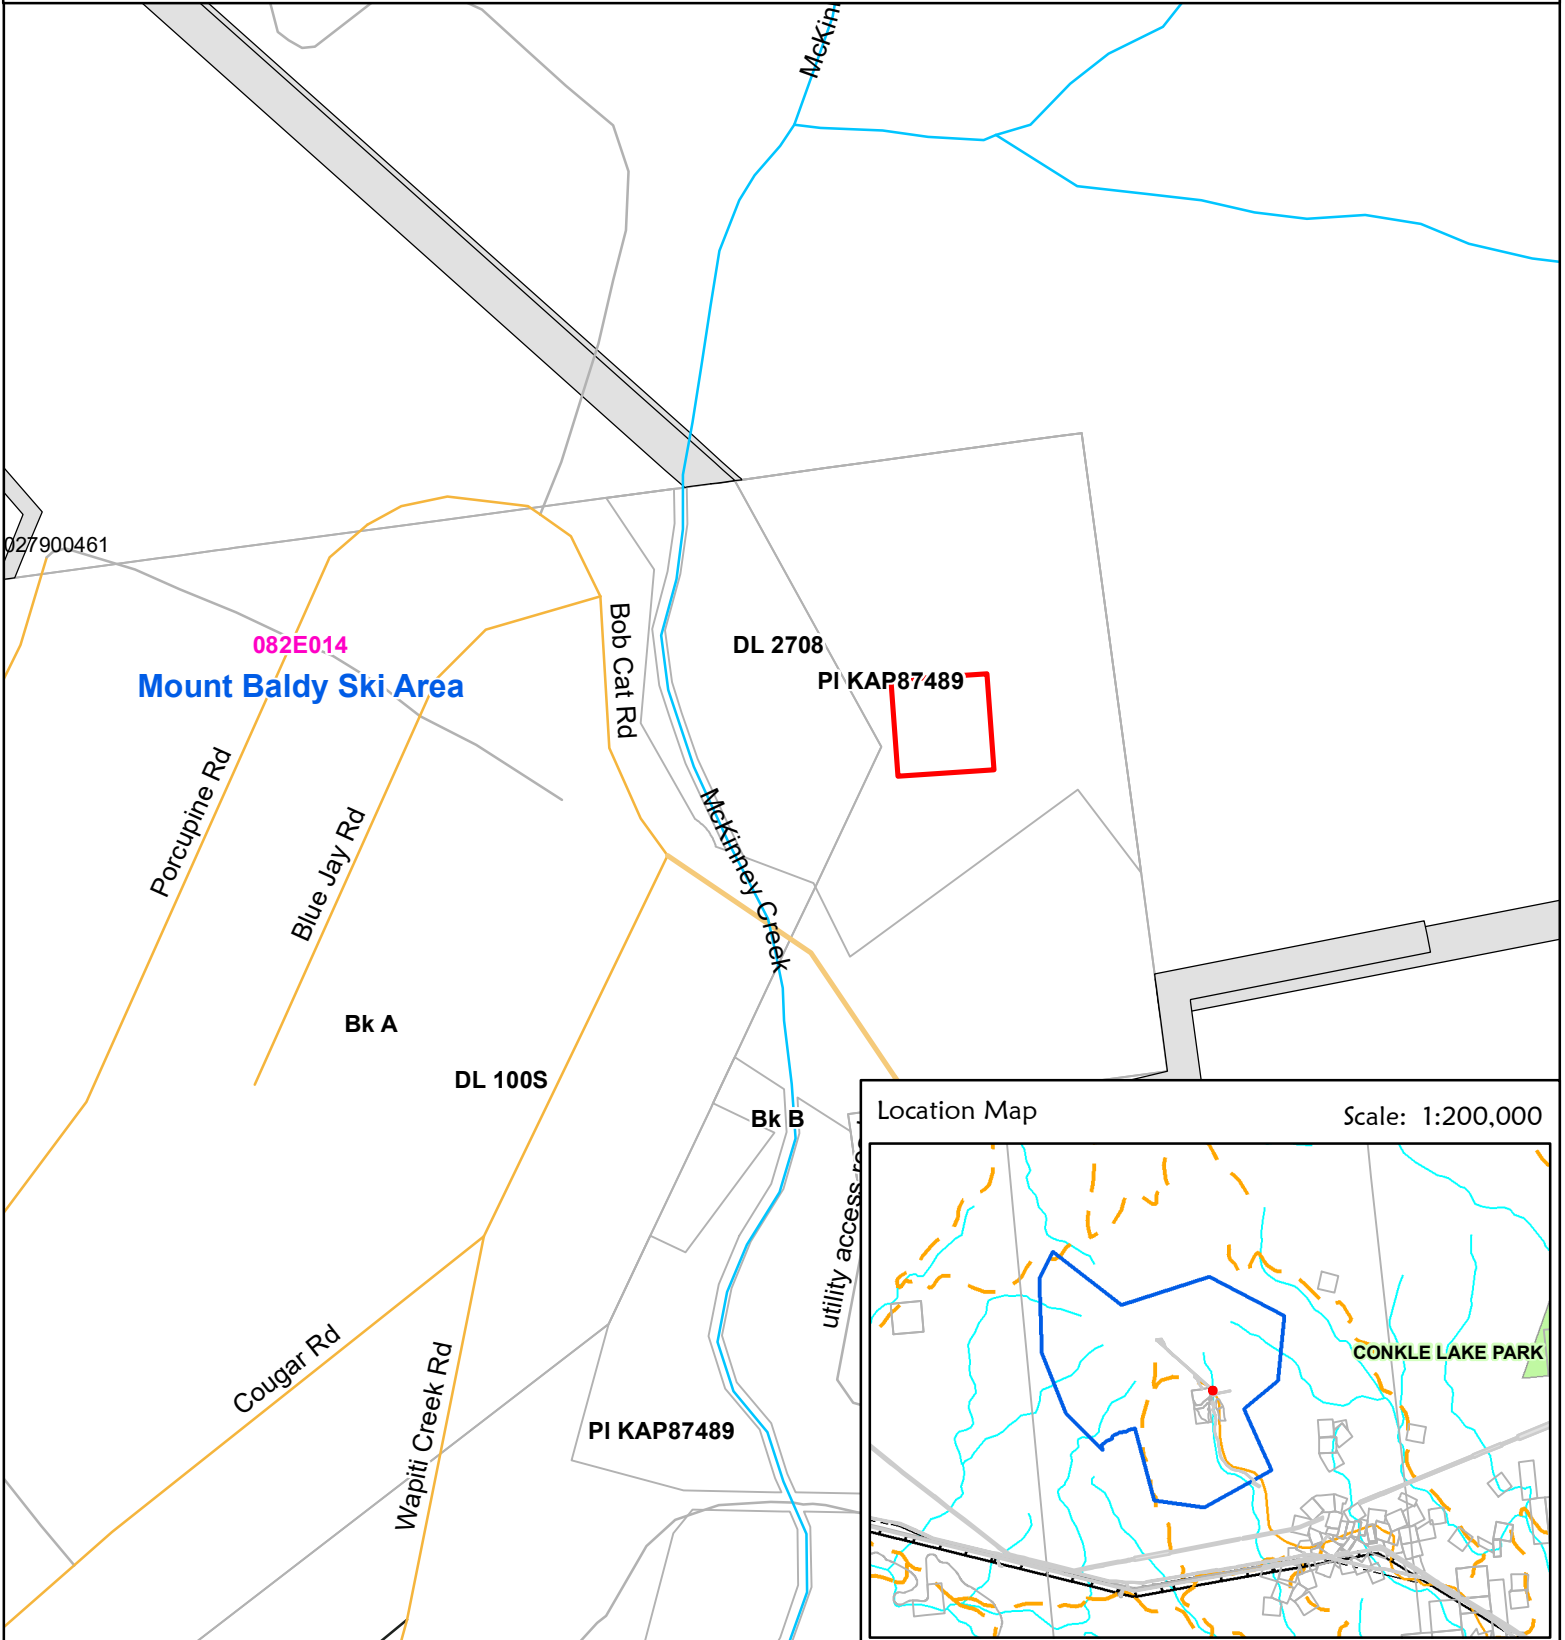 McKin
027900461
082E014
Mount Baldy Ski Area
Bob Cat Rd
DL 2708
Pl KAP87489
Porcupine Rd
Blue Jay Rd
McKinney Creek
Bk A
DL 100S
Bk B
utility access
Cougar Rd
Wapiti Creek Rd
Pl KAP87489
Location Map
Scale: 1:200,000
CONKLE LAKE PARK